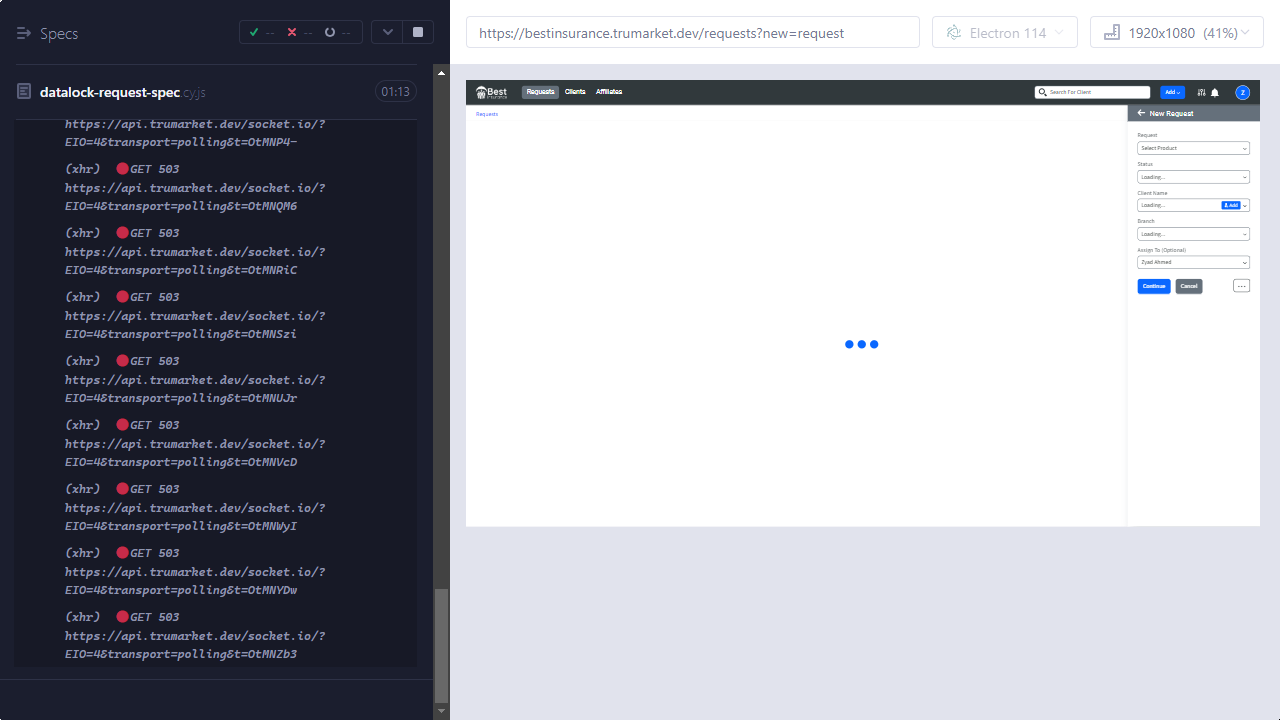 Specs
--
--
--
https://bestinsurance.trumarket.dev/requests?new=request
Electron 114
1920x1080 (41%)
datalock-request-spec cy.js
01:13
https://api.trumarket.dev/socket.io/?
EIO=4&transport=polling&t=OtMNP4-
(xhr) GET 503
https://api.trumarket.dev/socket.io/?
EIO=4&transport=polling&t=OtMNQM6
(xhr) GET 503
https://api.trumarket.dev/socket.io/?
EIO=4&transport=polling&t=OtMNRiC
(xhr) GET 503
https://api.trumarket.dev/socket.io/?
EIO=4&transport=polling&t=OtMNSzi
(xhr) GET 503
https://api.trumarket.dev/socket.io/?
EIO=4&transport=polling&t=OtMNUJr
(xhr) GET 503
https://api.trumarket.dev/socket.io/?
EIO=4&transport=polling&t=OtMNVcD
(xhr) GET 503
https://api.trumarket.dev/socket.io/?
EIO=4&transport=polling&t=OtMNWyI
(xhr) GET 503
https://api.trumarket.dev/socket.io/?
EIO=4&transport=polling&t=OtMNYDw
(xhr) GET 503
https://api.trumarket.dev/socket.io/?
EIO=4&transport=polling&t=OtMNZb3
Best
Insurance
Requests
Clients
Affiliates
Search For Client
Add
Z
Requests
New Request
Request
Select Product
Status
Loading...
Client Name
Loading...
Add
Branch
Loading...
Assign To (Optional)
Zyad Ahmed
Continue
Cancel